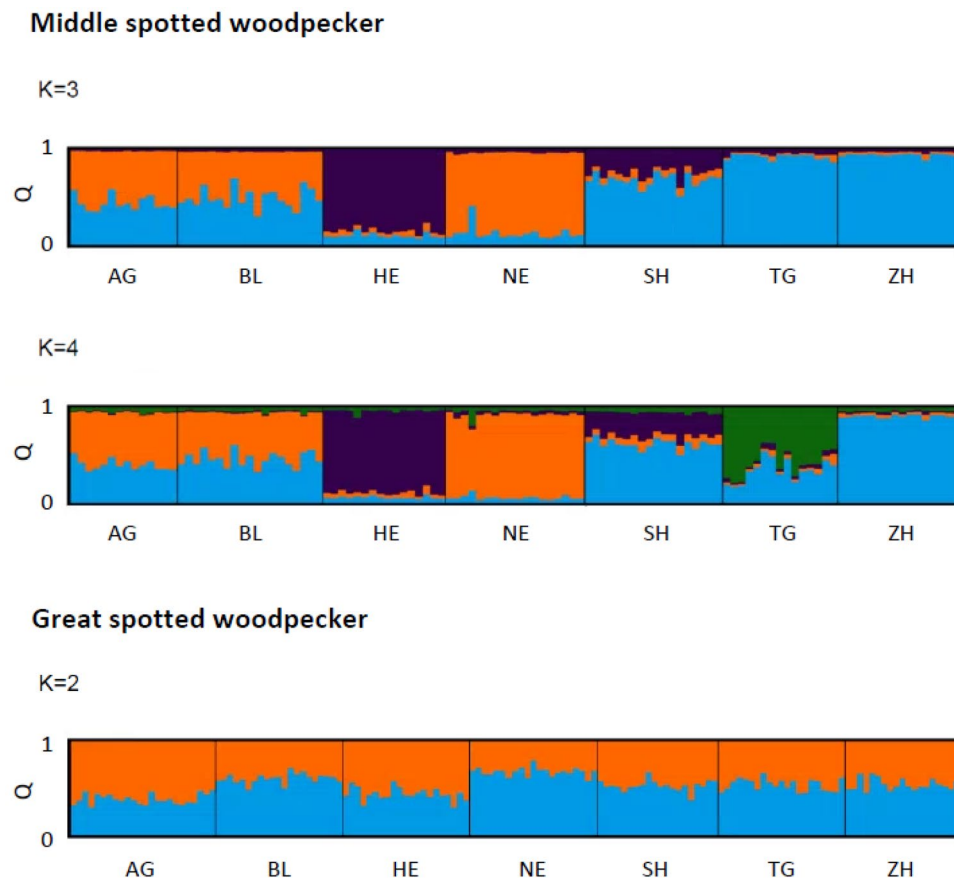 Middle spotted woodpecker
K=3
1
Q
0
AG BL HE NE SH TG ZH
K=4
1
Q
0
AG BL HE NE SH TG ZH
Great spotted woodpecker
K=2
1
Q
0
AG BL HE NE SH TG ZH